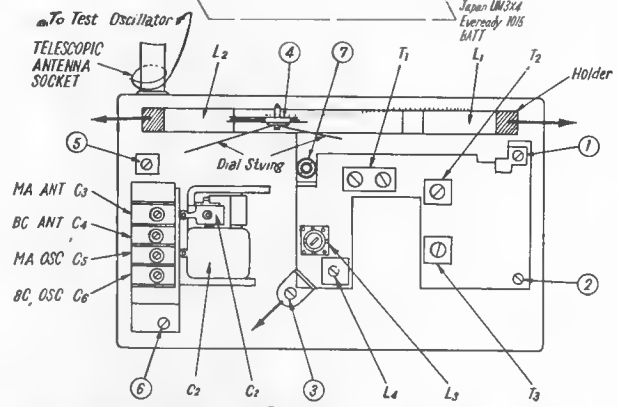 To Test Oscillator
Japan UM3X4
Eveready 1015
BATT
TELESCOPIC
ANTENNA
SOCKET
L2
4
7
T1
L1
T2
Holder
5
Dial String
1
MA ANT C3
BC ANT C4
MA OSC C5
BC OSC C6
2
6
C2
C2
3
L4
L3
T3